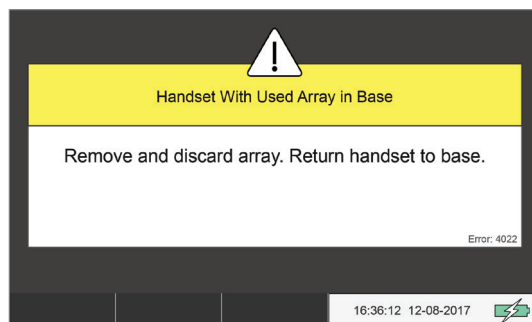 Handset With Used Array in Base
Remove and discard array. Return handset to base.
Error: 4022
16:36:12 12-08-2017